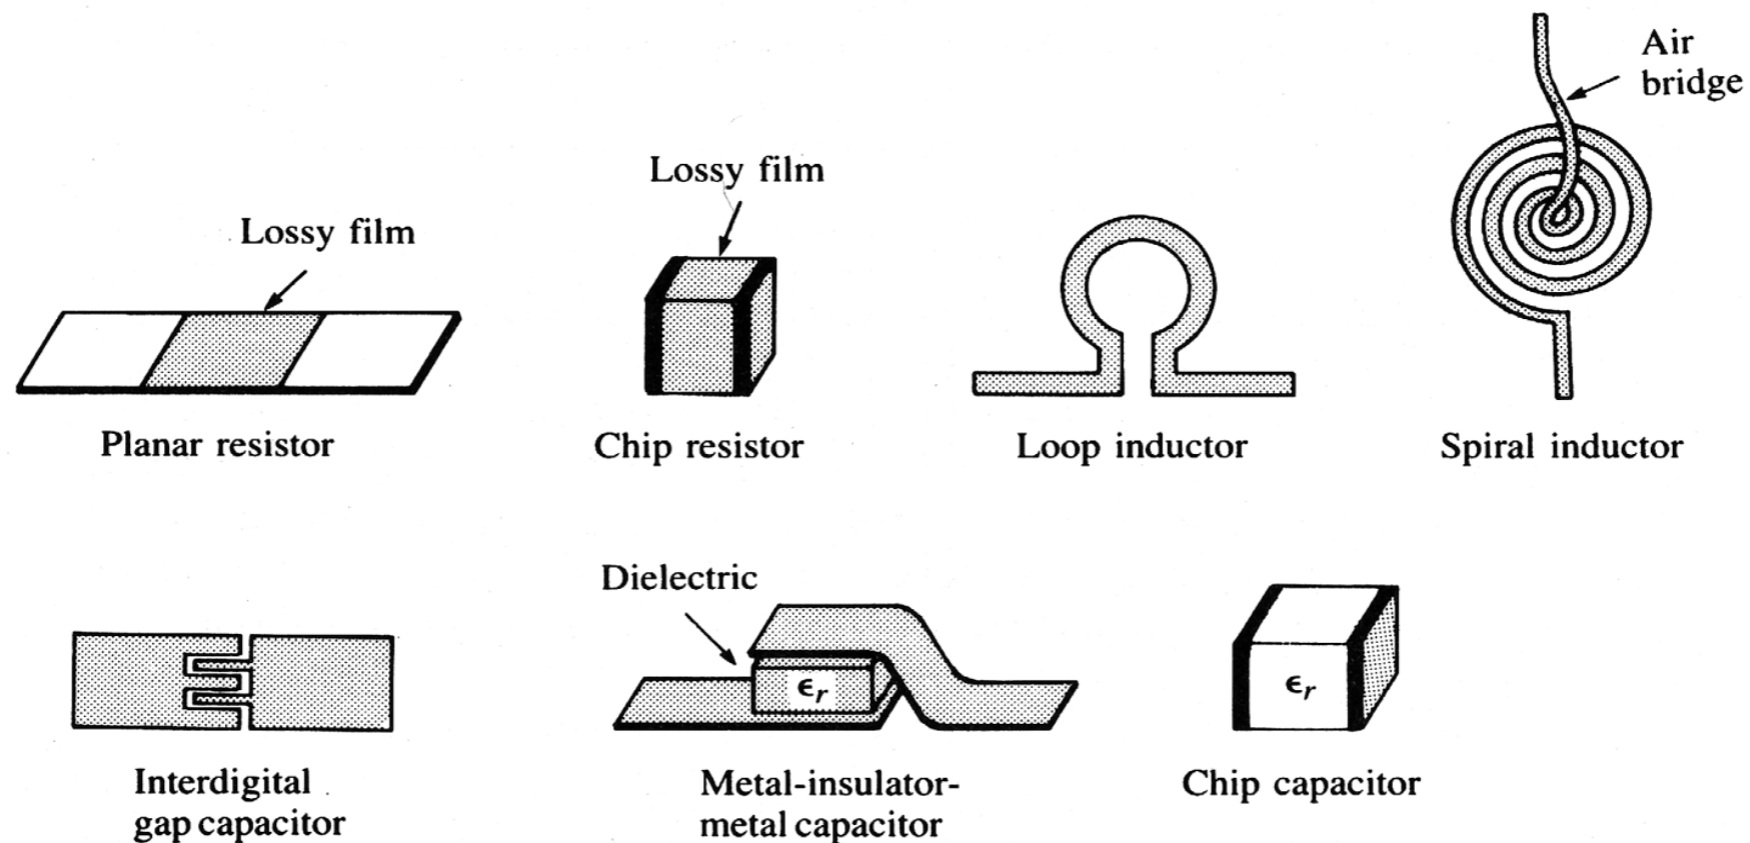 Air
bridge
Lossy film
Lossy film
Planar resistor
Chip resistor
Loop inductor
Spiral inductor
Dielectric
ϵr
ϵr
Interdigital
gap capacitor
Metal-insulator-
metal capacitor
Chip capacitor